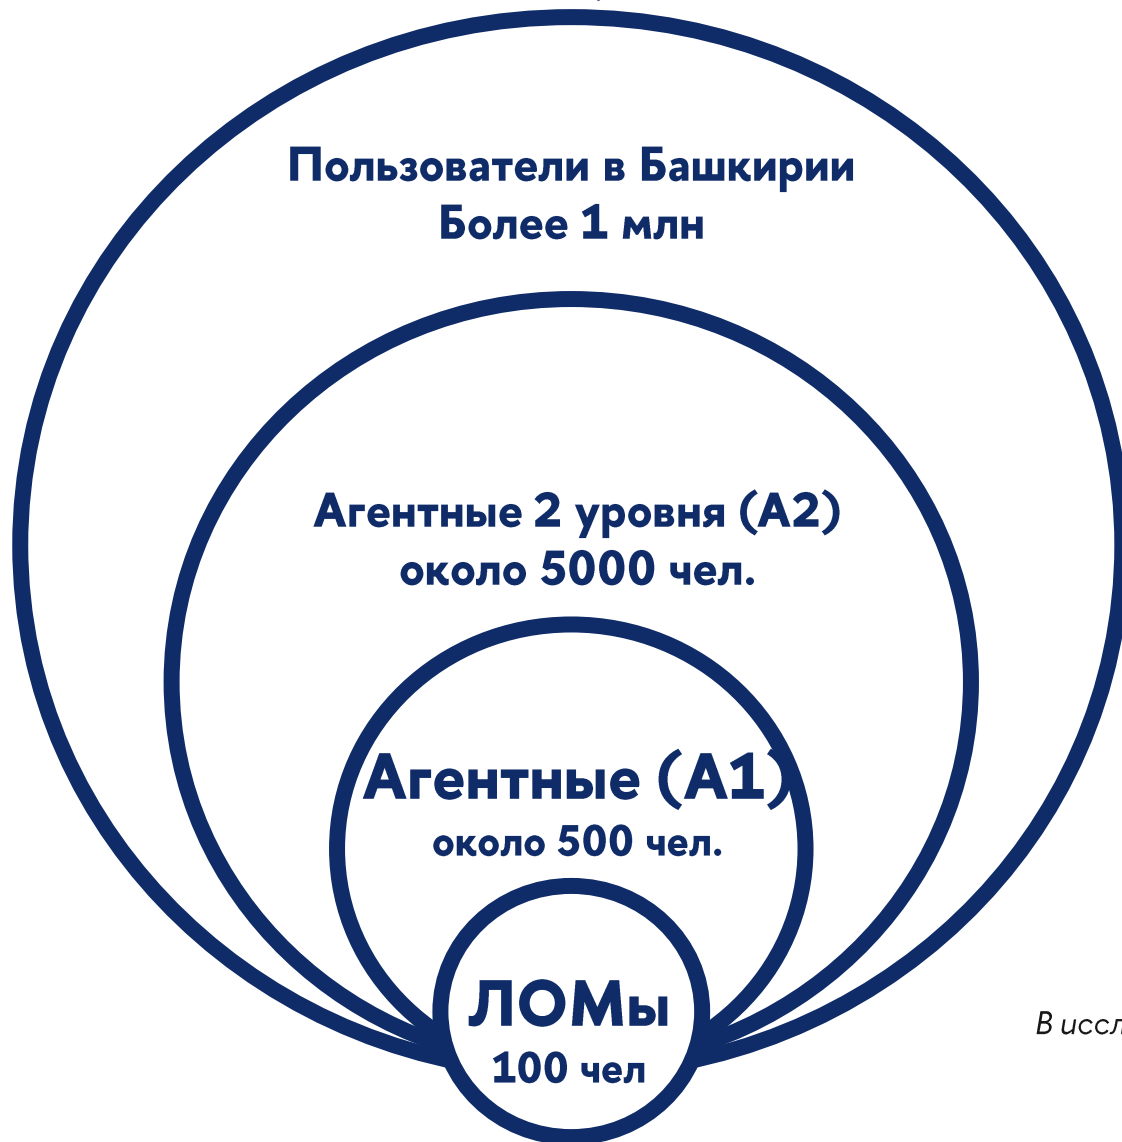 Пользователи в Башкирии
Более 1 млн
Агентные 2 уровня (А2)
около 5000 чел.
Агентные (А1)
около 500 чел.
ЛОМы
100 чел
В